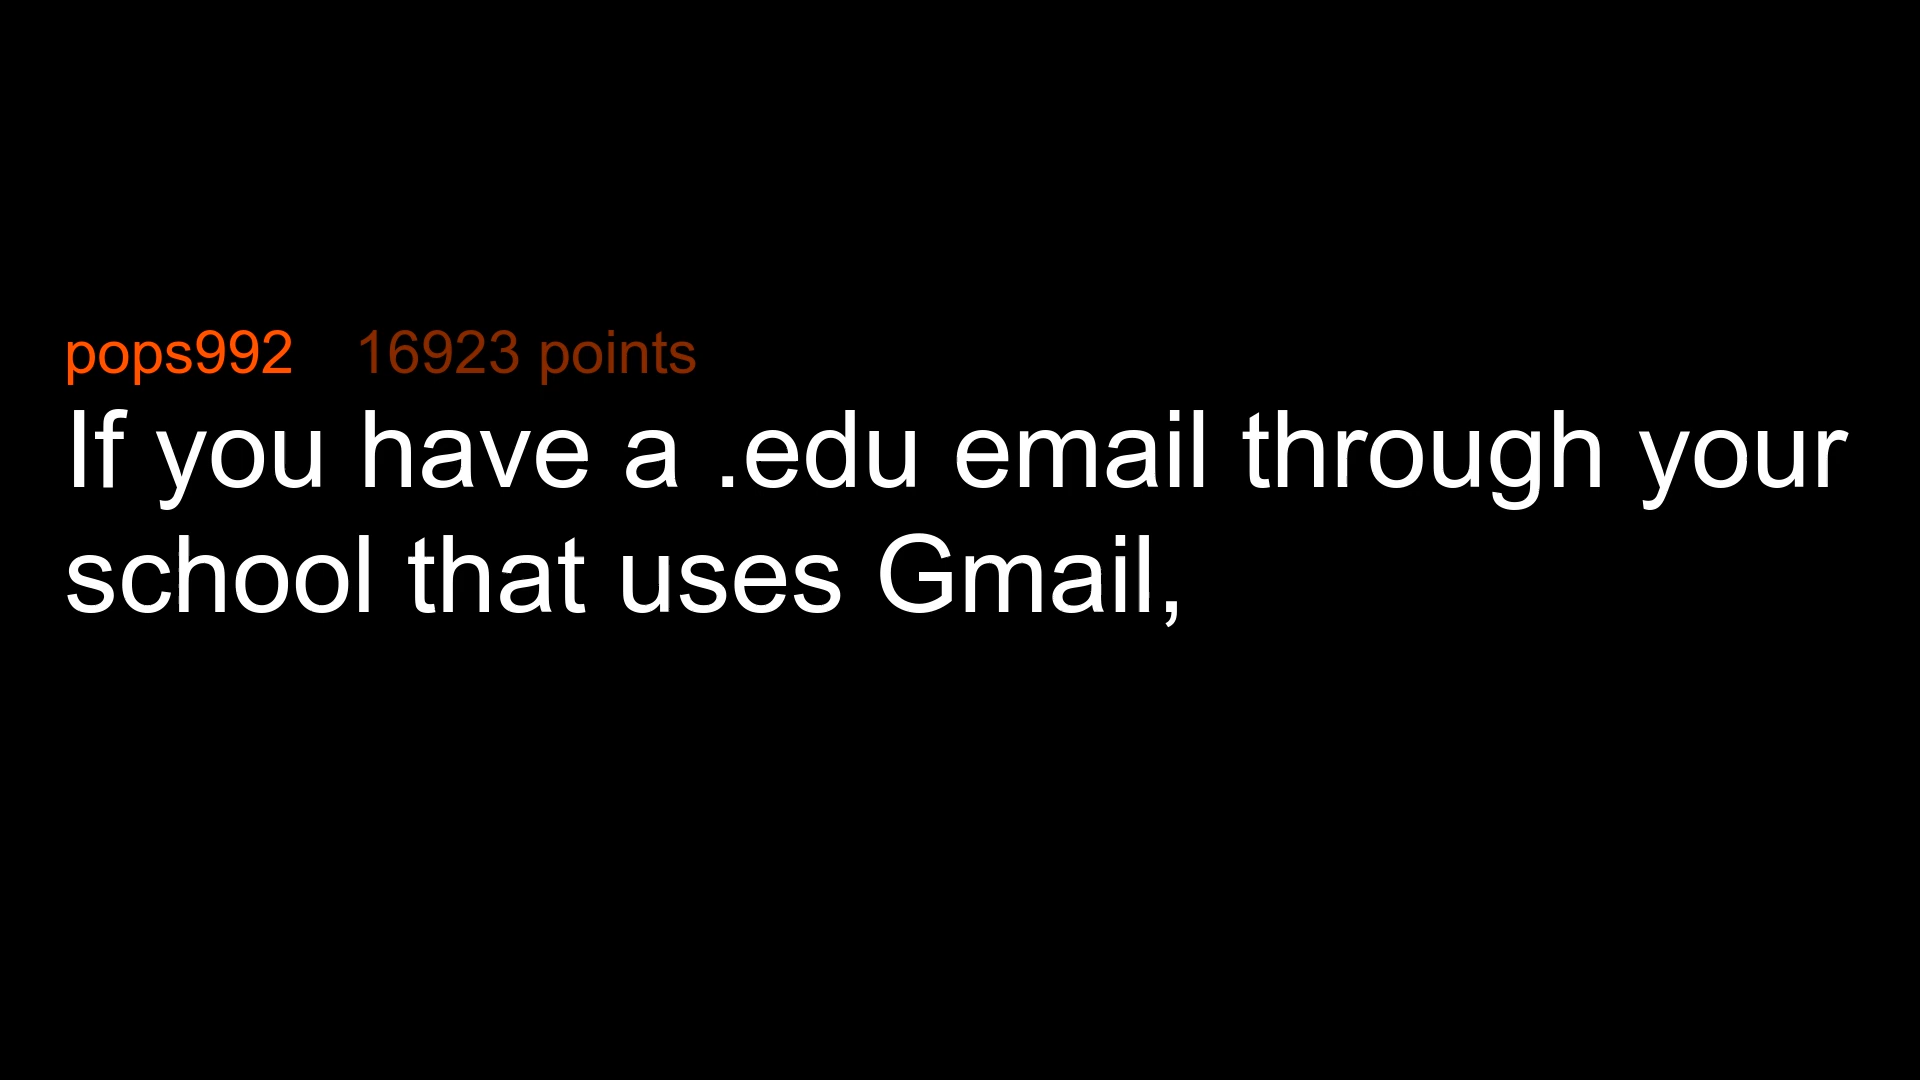 pops992 16923 points
If you have a .edu email through your
school that uses Gmail,